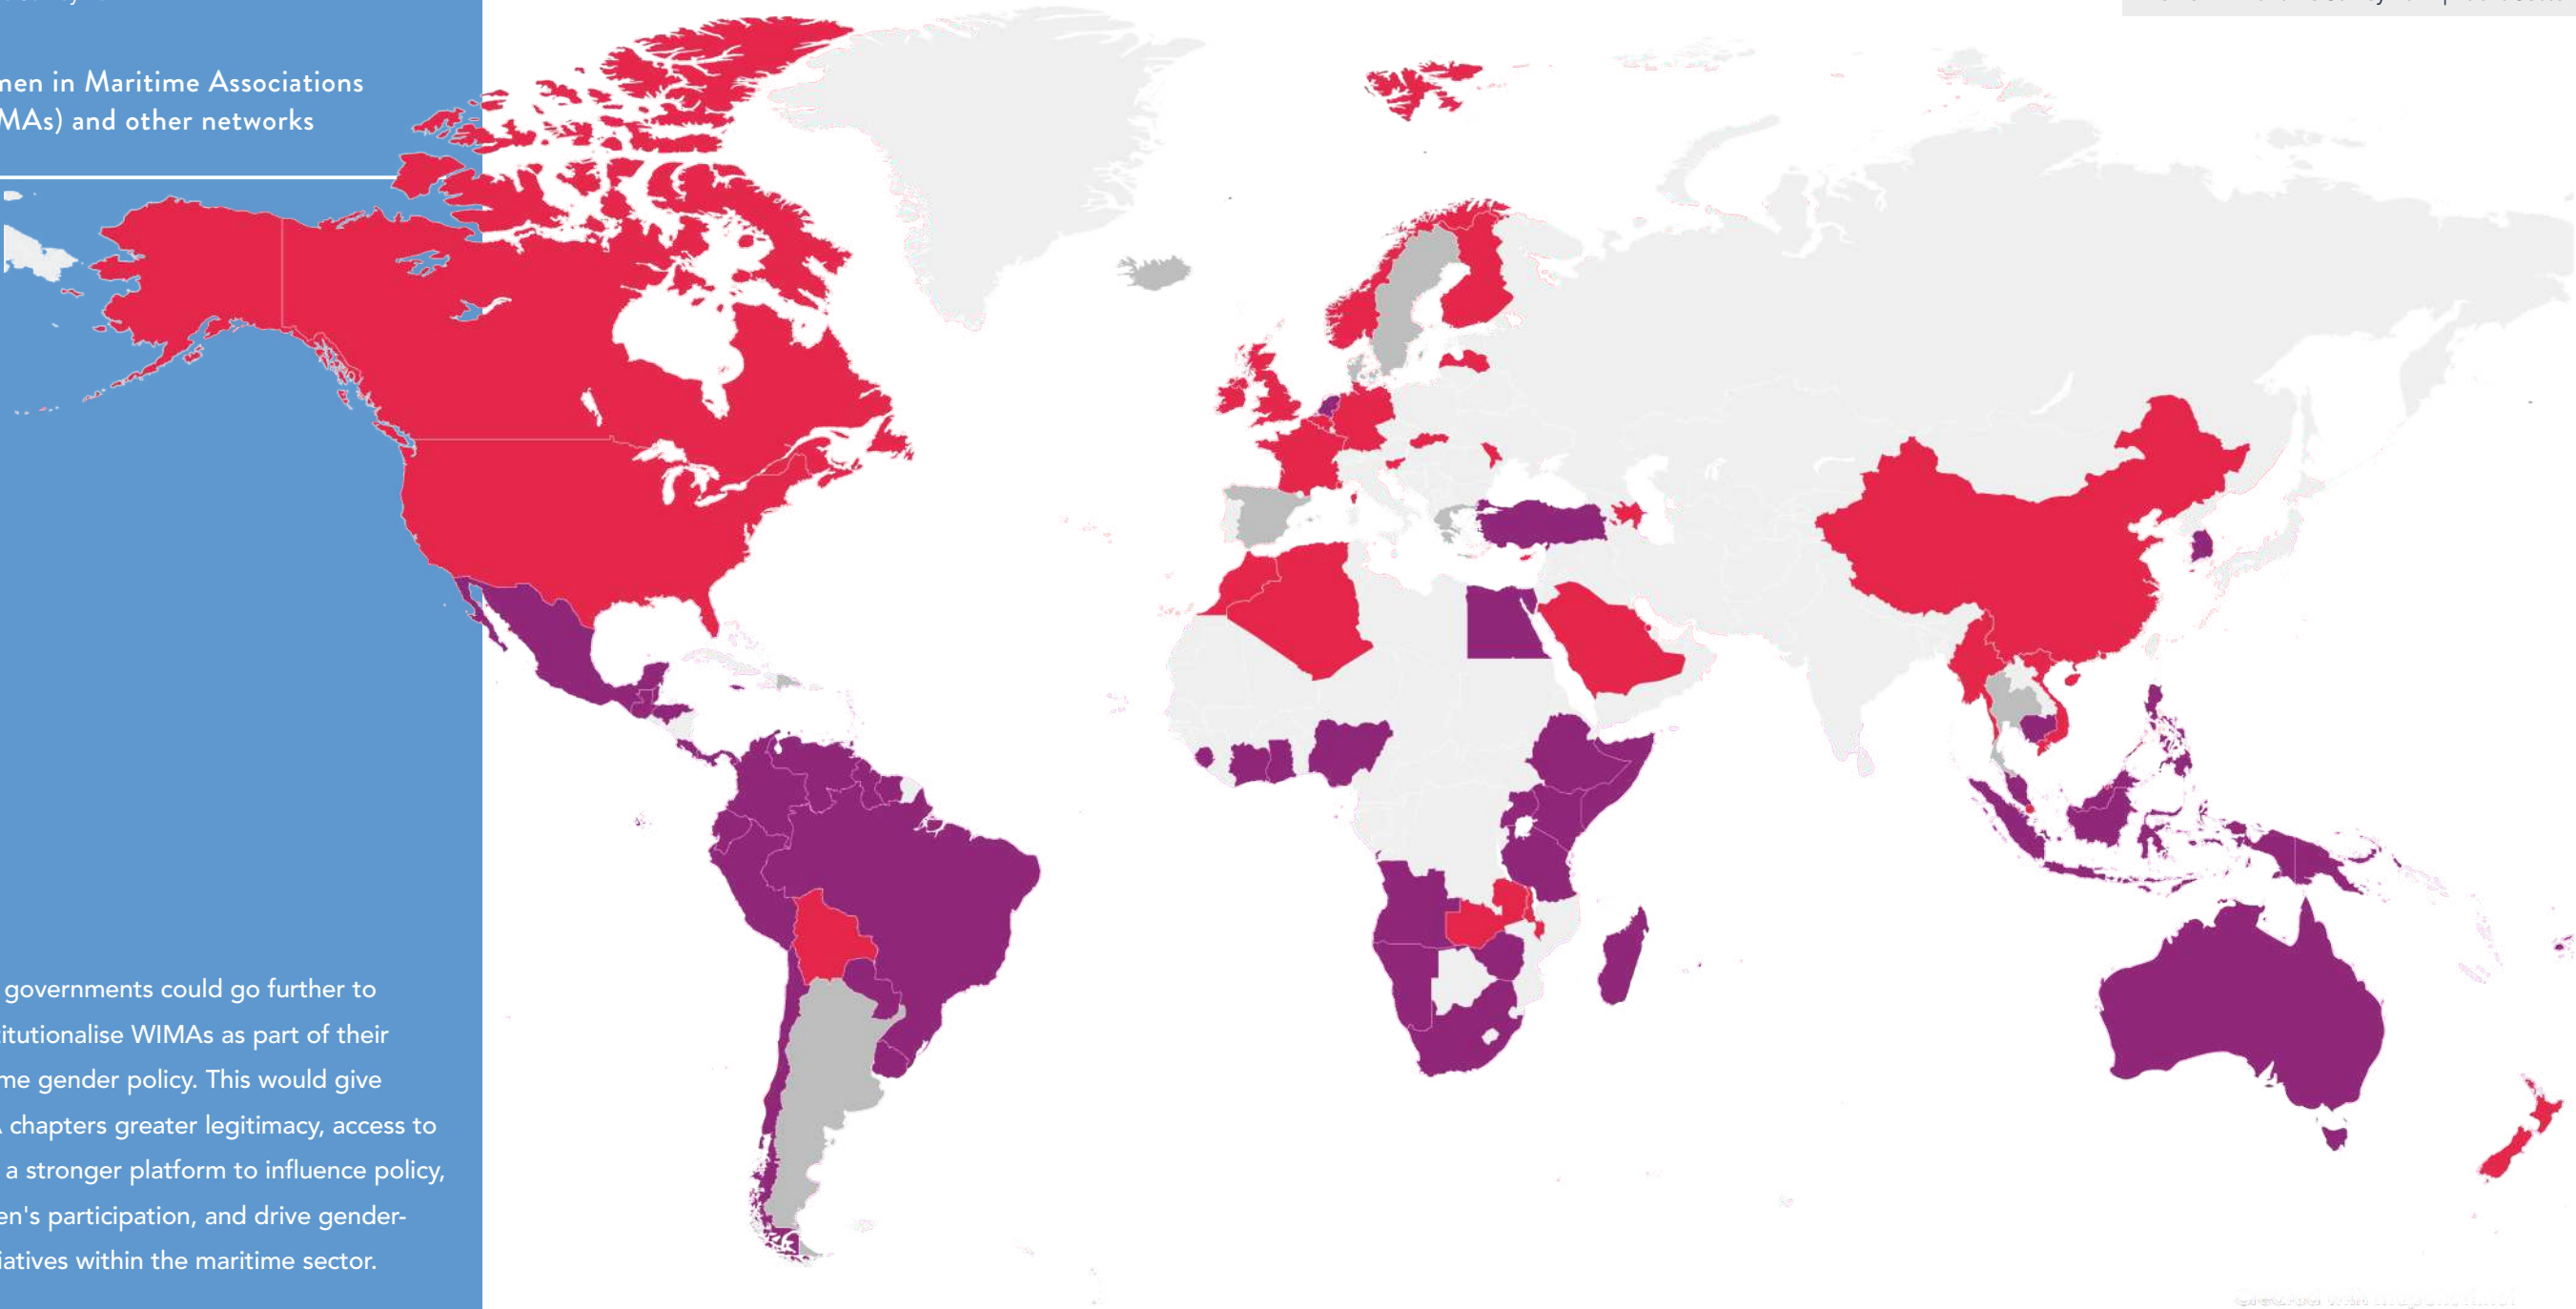 men in Maritime Associations
MAs) and other networks
governments could go further to
titutionalise WIMAs as part of their
me gender policy. This would give
chapters greater legitimacy, access to
a stronger platform to influence policy,
en's participation, and drive gender-
iatives within the maritime sector.